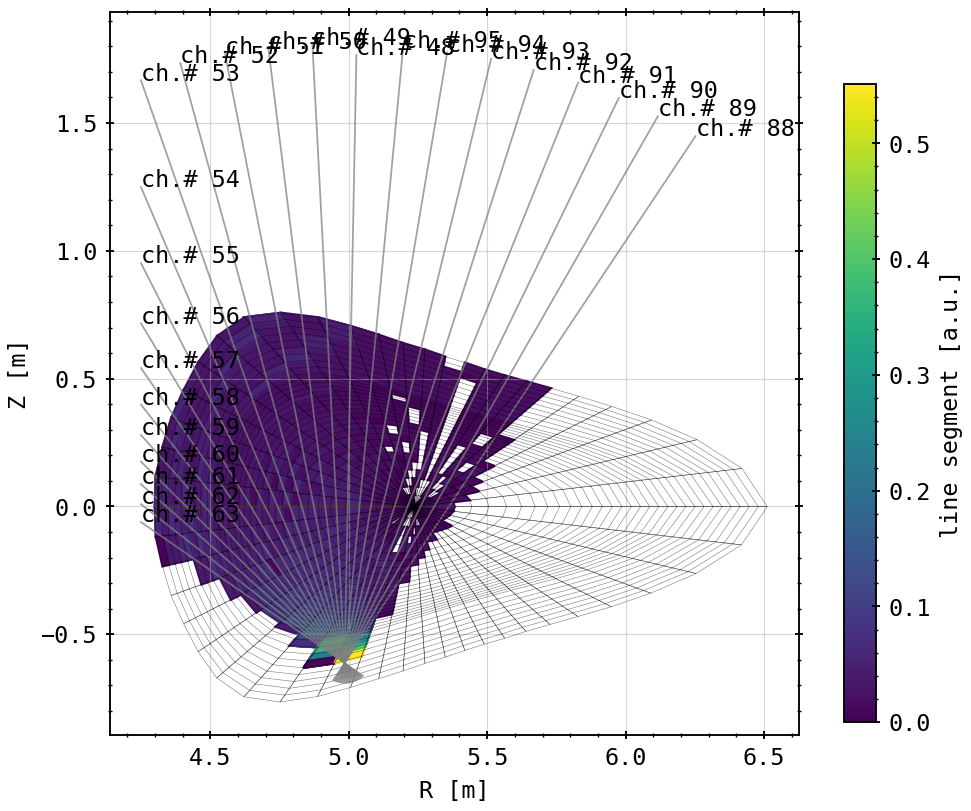 ch.# 49
ch.# 50
ch.# 51
ch.# 52
ch.# 48
ch.# 95
ch.# 94
ch.# 93
ch.# 92
ch.# 91
ch.# 90
ch.# 89
ch.# 88
ch.# 53
ch.# 54
ch.# 55
ch.# 56
ch.# 57
ch.# 58
ch.# 59
ch.# 60
ch.# 61
ch.# 62
ch.# 63
1.5
1.0
0.5
0.0
−0.5
Z [m]
4.5 5.0 5.5 6.0 6.5
R [m]
0.5
0.4
0.3
0.2
0.1
0.0
line segment [a.u.]